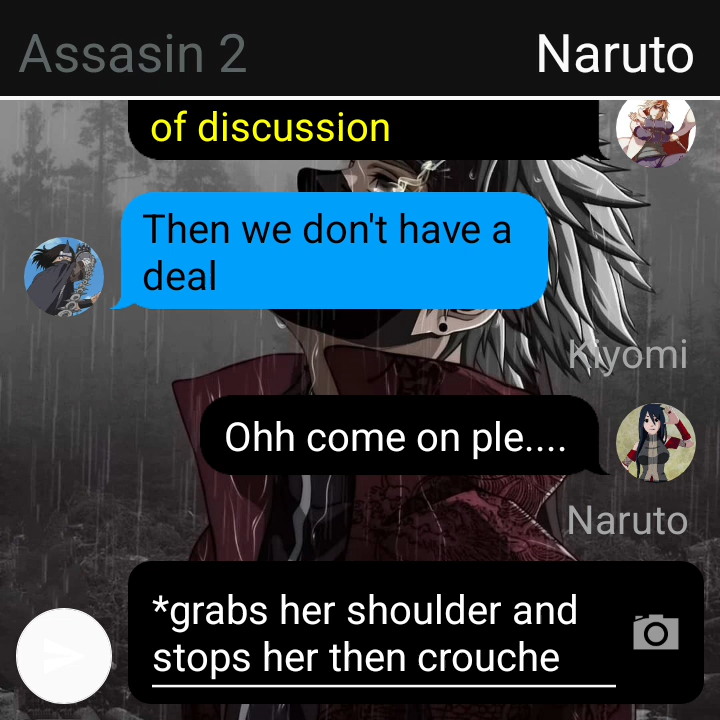 Assasin 2
Naruto
of discussion
Then we don't have a
deal
Kiyomi
Ohh come on ple....
Naruto
*grabs her shoulder and
stops her then crouche